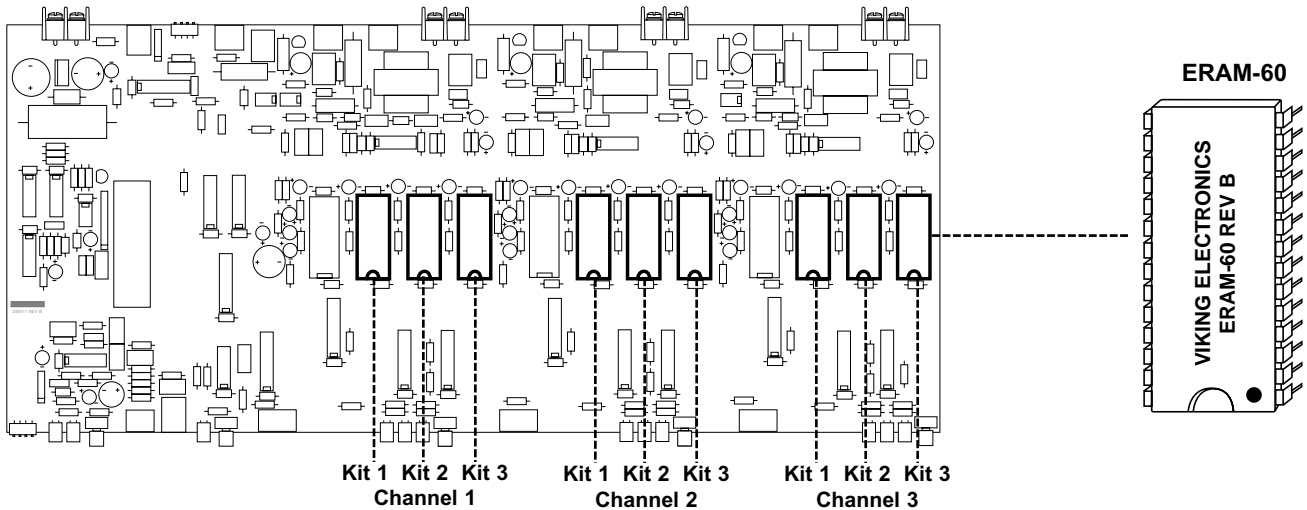 ERAM-60
VIKING ELECTRONICS
ERAM-60 REV B
Kit 1 Kit 2 Kit 3
Channel 1
Kit 1 Kit 2 Kit 3
Channel 2
Kit 1 Kit 2 Kit 3
Channel 3